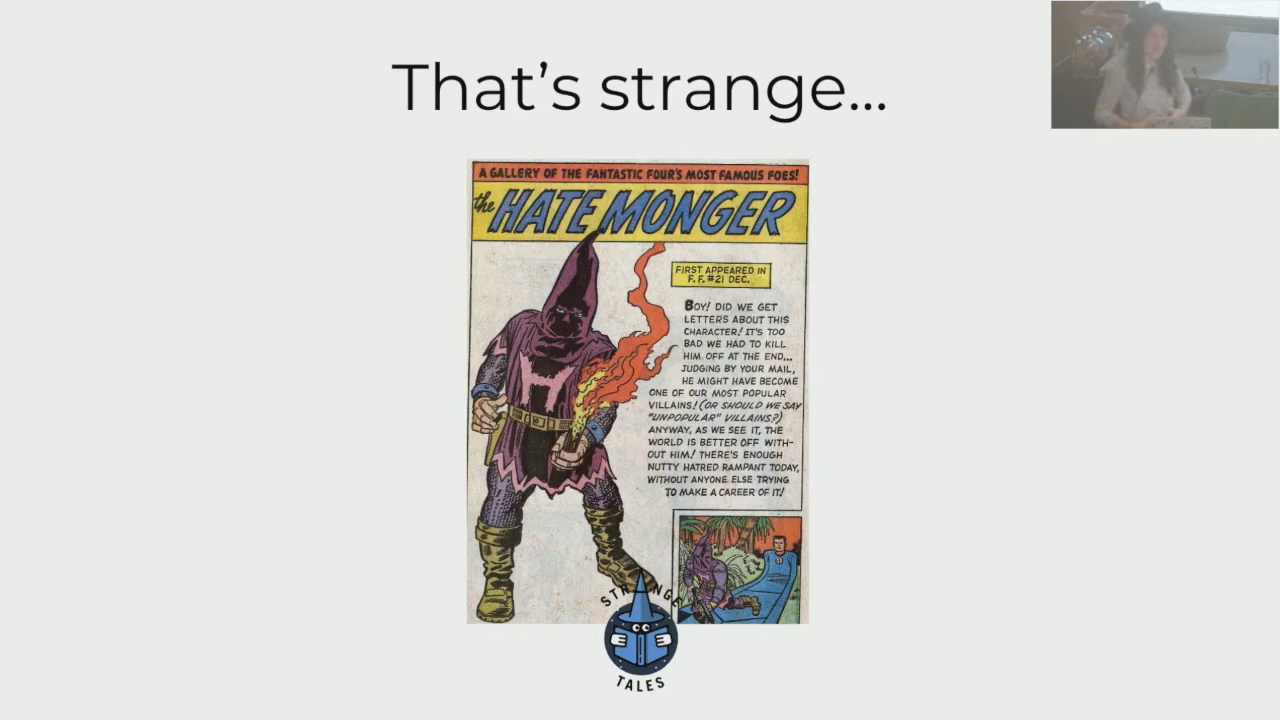 That's strange...
A GALLERY OF THE FANTASTIC FOUR'S MOST FAMOUS FOES!
the HATE MONGER
FIRST APPEARED IN
F.F. #21 DEC.
BOY! DID WE GET
LETTERS ABOUT THIS
CHARACTER! IT'S TOO
BAD WE HAD TO KILL
HIM OFF AT THE END...
JUDGING BY YOUR MAIL,
HE MIGHT HAVE BECOME
ONE OF OUR MOST POPULAR
VILLAINS! (OR SHOULD WE SAY
"UNPOPULAR" VILLAINS?)
ANYWAY, AS WE SEE IT, THE
WORLD IS BETTER OFF WITH-
OUT HIM! THERE'S ENOUGH
NUTTY HATRED RAMPANT TODAY,
WITHOUT ANYONE ELSE TRYING
TO MAKE A CAREER OF IT!
STRANGE
TALES